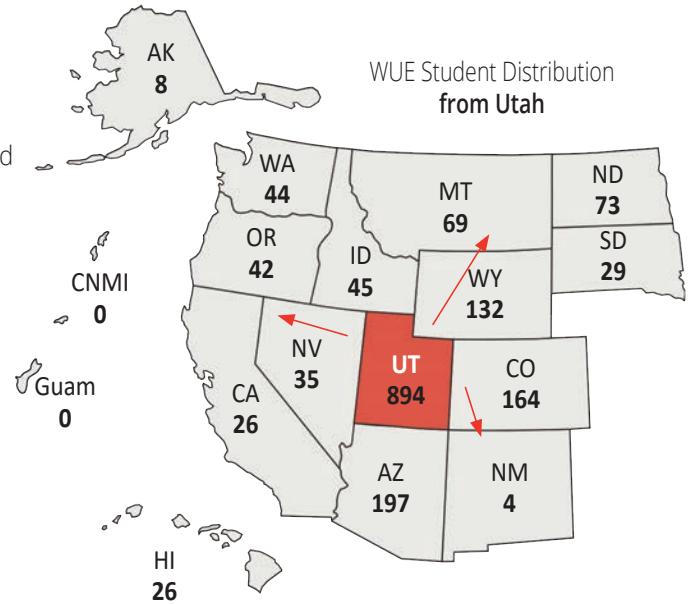 AK
8
WUE Student Distribution
from Utah
d
WA
44
MT
69
ND
73
OR
42
ID
45
SD
29
CNMI
0
WY
132
NV
35
UT
894
CO
164
Guam
0
CA
26
AZ
197
NM
4
HI
26